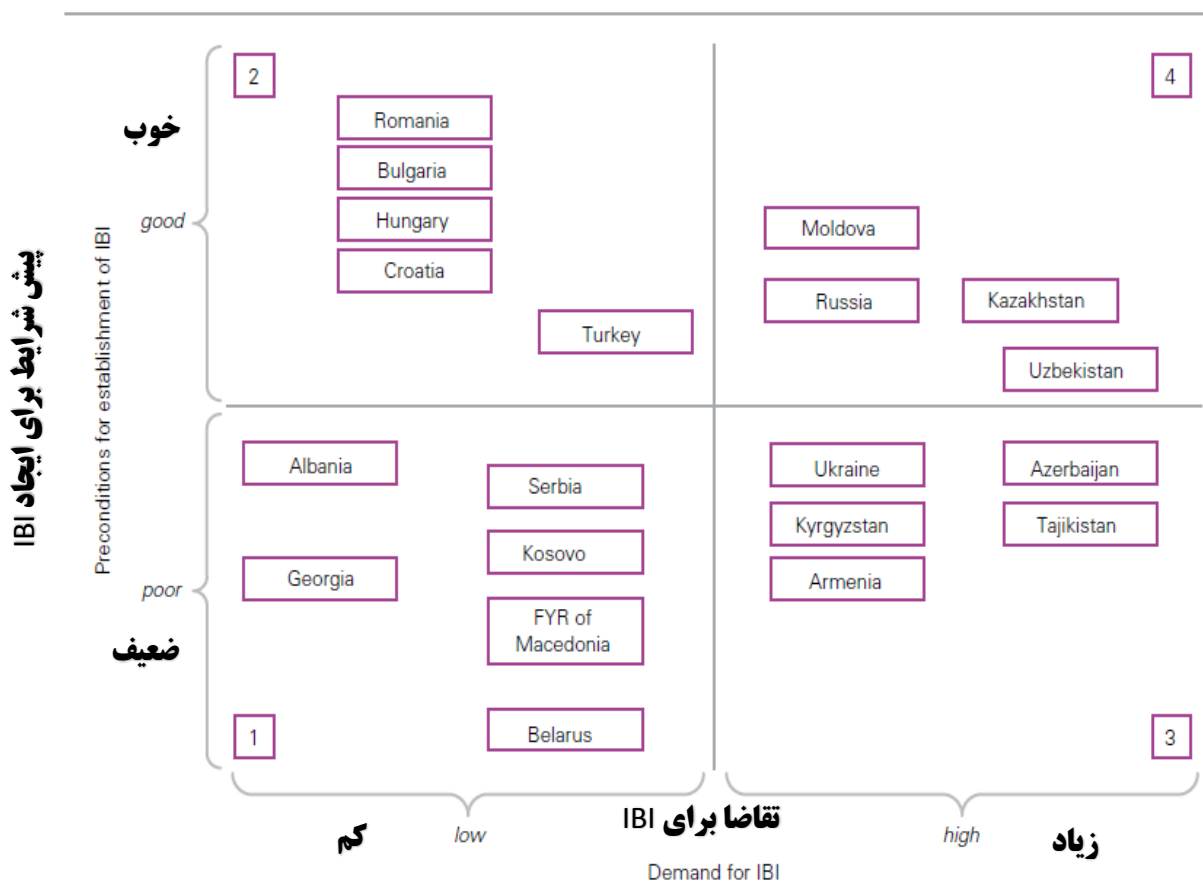 2
4
خوب
Romania
Bulgaria
Hungary
Croatia
Turkey
good
Moldova
Russia
Kazakhstan
Uzbekistan
پیش شرایط برای ایجاد IBI
Preconditions for establishment of IBI
Albania
Serbia
Kosovo
Georgia
FYR of
Macedonia
Belarus
poor
ضعیف
Ukraine
Azerbaijan
Kyrgyzstan
Tajikistan
Armenia
1
3
تقاضا برای IBI
کم
low
high
زیاد
Demand for IBI